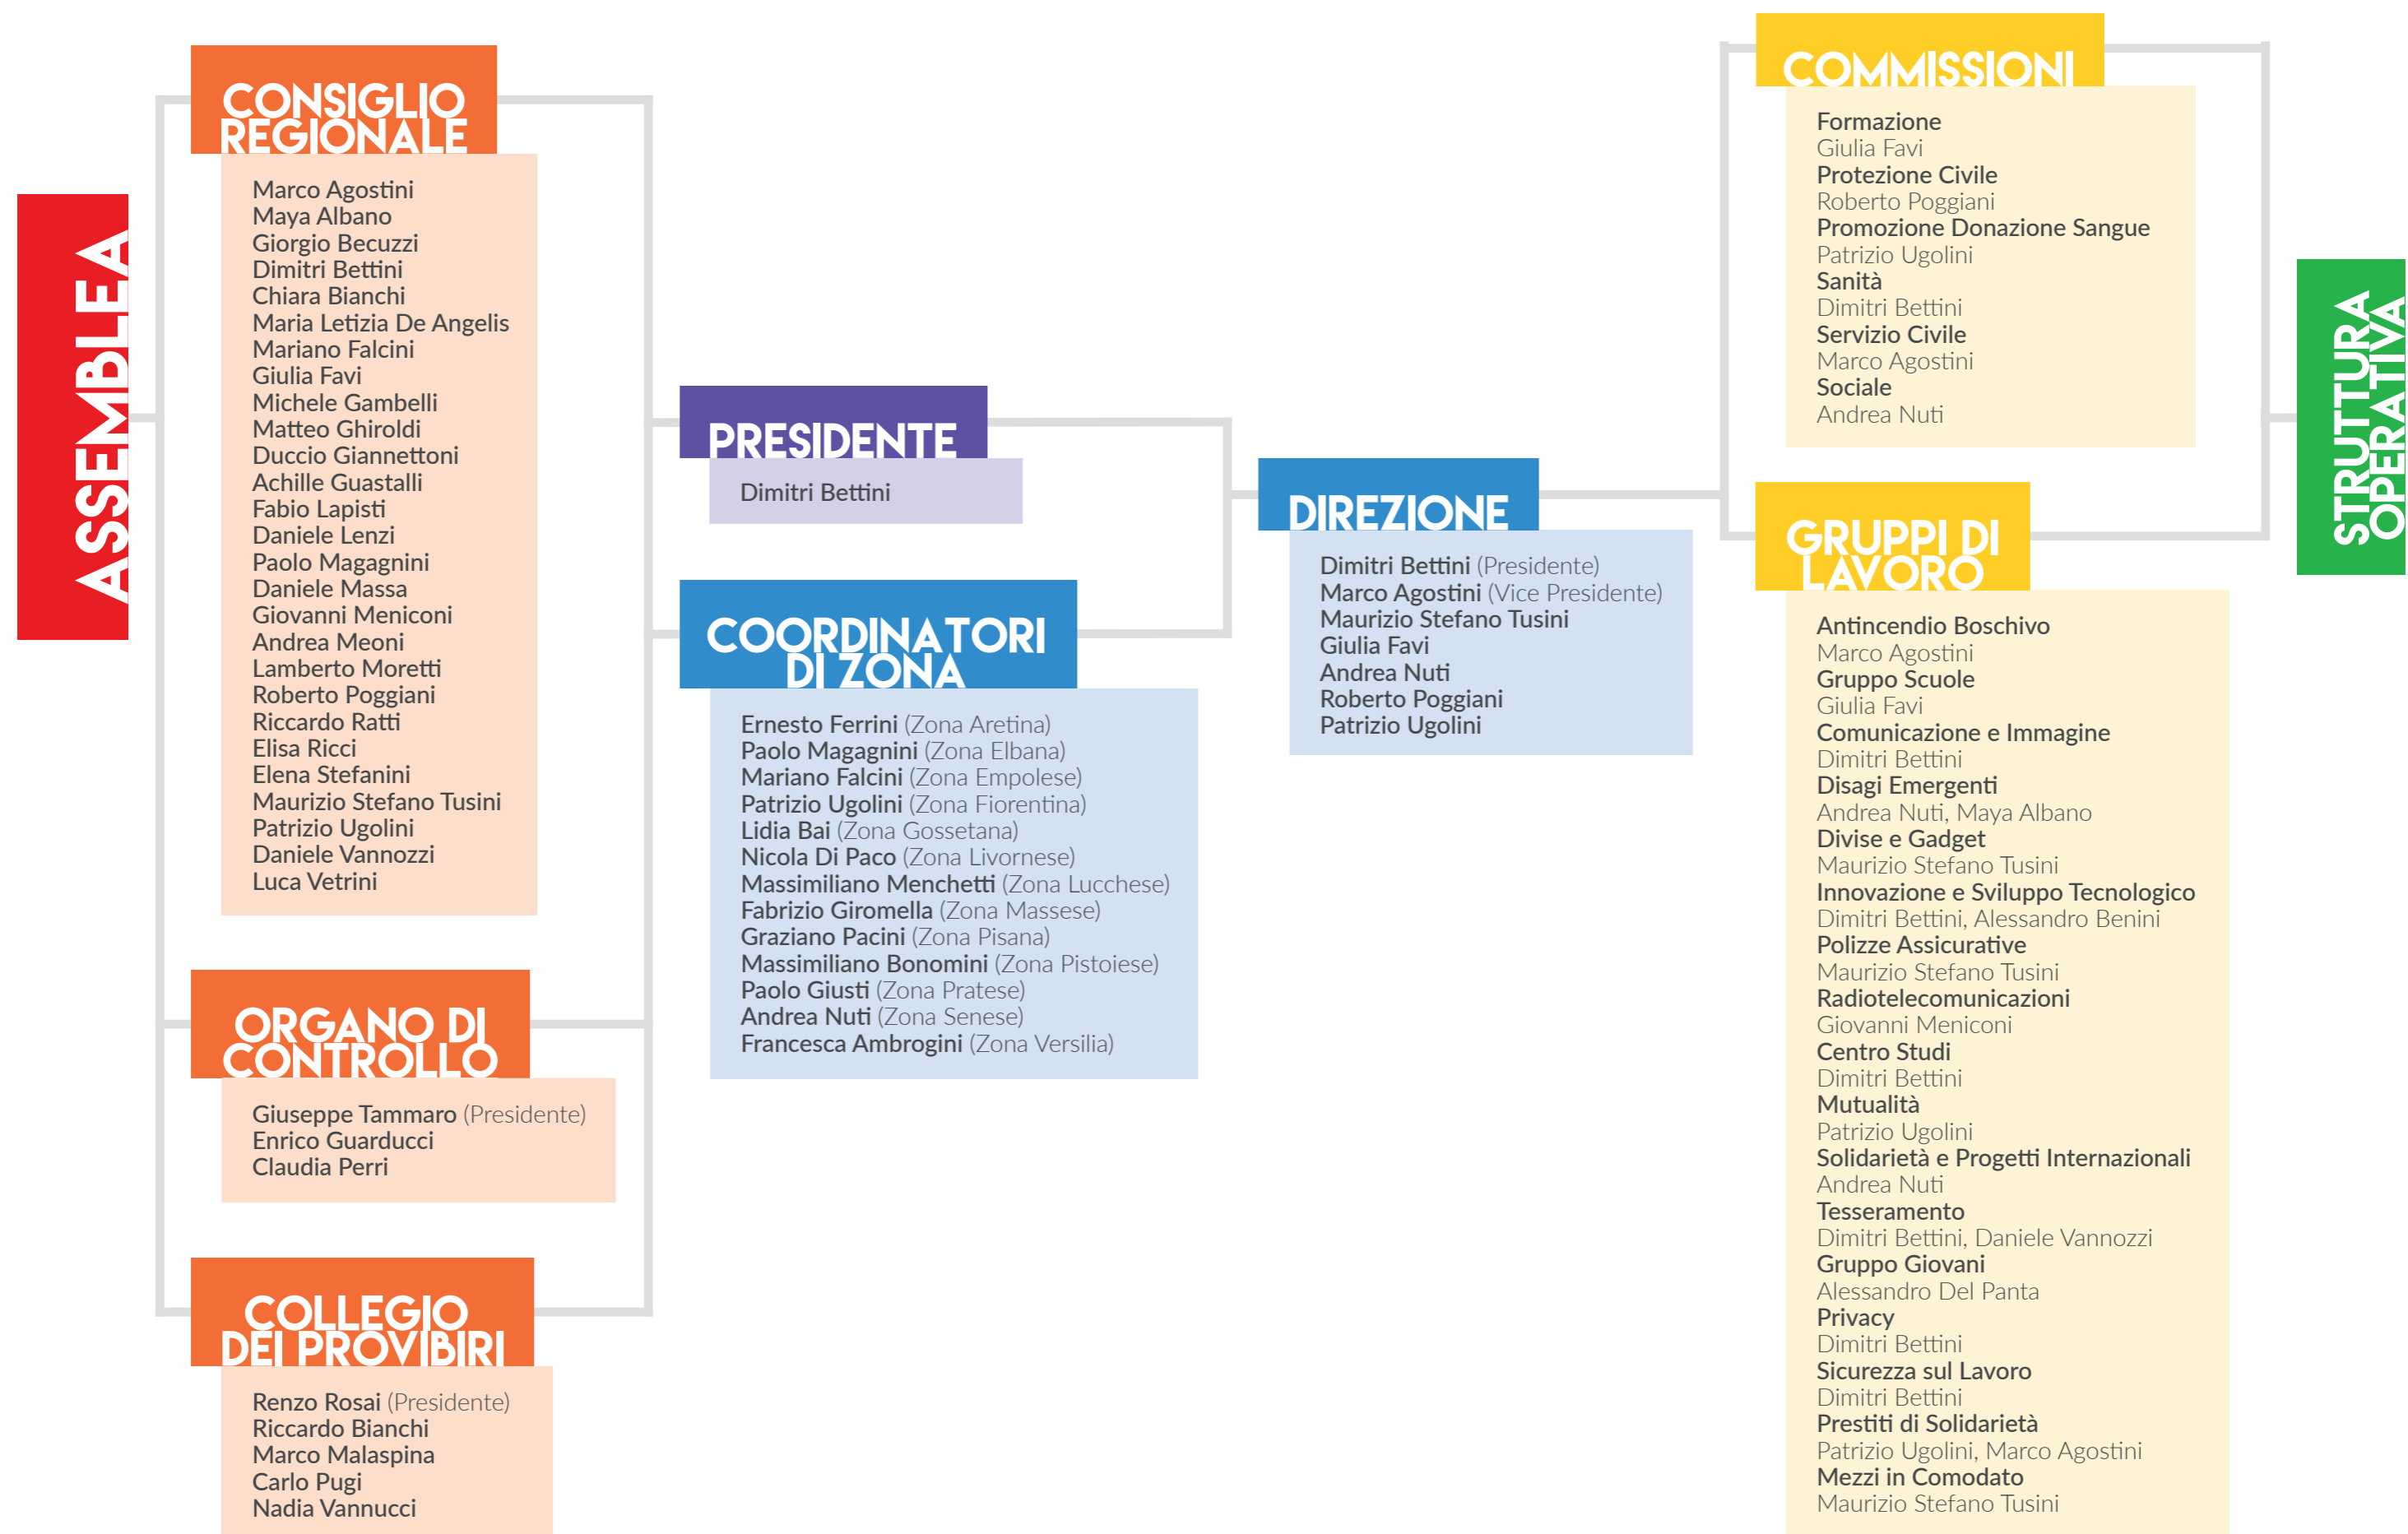 ASSEMBLEA
CONSIGLIO
REGIONALE
Marco Agostini
Maya Albano
Giorgio Becuzzi
Dimitri Bettini
Chiara Bianchi
Maria Letizia De Angelis
Mariano Falcini
Giulia Favi
Michele Gambelli
Matteo Ghiroldi
Duccio Giannettoni
Achille Guastalli
Fabio Lapisti
Daniele Lenzi
Paolo Magagnini
Daniele Massa
Giovanni Meniconi
Andrea Meoni
Lamberto Moretti
Roberto Poggiani
Riccardo Ratti
Elisa Ricci
Elena Stefanini
Maurizio Stefano Tusini
Patrizio Ugolini
Daniele Vannozzi
Luca Vetrini
ORGANO DI
CONTROLLO
Giuseppe Tammaro (Presidente)
Enrico Guarducci
Claudia Perri
COLLEGIO
DEI PROVIBIRI
Renzo Rosai (Presidente)
Riccardo Bianchi
Marco Malaspina
Carlo Pugi
Nadia Vannucci
PRESIDENTE
Dimitri Bettini
COORDINATORI
DI ZONA
Ernesto Ferrini (Zona Aretina)
Paolo Magagnini (Zona Elbana)
Mariano Falcini (Zona Empolese)
Patrizio Ugolini (Zona Fiorentina)
Lidia Bai (Zona Gossetana)
Nicola Di Paco (Zona Livornese)
Massimiliano Menchetti (Zona Lucchese)
Fabrizio Giromella (Zona Massese)
Graziano Pacini (Zona Pisana)
Massimiliano Bonomini (Zona Pistoiese)
Paolo Giusti (Zona Pratese)
Andrea Nuti (Zona Senese)
Francesca Ambrogini (Zona Versilia)
DIREZIONE
Dimitri Bettini (Presidente)
Marco Agostini (Vice Presidente)
Maurizio Stefano Tusini
Giulia Favi
Andrea Nuti
Roberto Poggiani
Patrizio Ugolini
COMMISSIONI
Formazione
Giulia Favi
Protezione Civile
Roberto Poggiani
Promozione Donazione Sangue
Patrizio Ugolini
Sanità
Dimitri Bettini
Servizio Civile
Marco Agostini
Sociale
Andrea Nuti
GRUPPI DI
LAVORO
Antincendio Boschivo
Marco Agostini
Gruppo Scuole
Giulia Favi
Comunicazione e Immagine
Dimitri Bettini
Disagi Emergenti
Andrea Nuti, Maya Albano
Divise e Gadget
Maurizio Stefano Tusini
Innovazione e Sviluppo Tecnologico
Dimitri Bettini, Alessandro Benini
Polizze Assicurative
Maurizio Stefano Tusini
Radiotelecomunicazioni
Giovanni Meniconi
Centro Studi
Dimitri Bettini
Mutualità
Patrizio Ugolini
Solidarietà e Progetti Internazionali
Andrea Nuti
Tesseramento
Dimitri Bettini, Daniele Vannozzi
Gruppo Giovani
Alessandro Del Panta
Privacy
Dimitri Bettini
Sicurezza sul Lavoro
Dimitri Bettini
Prestiti di Solidarietà
Patrizio Ugolini, Marco Agostini
Mezzi in Comodato
Maurizio Stefano Tusini
STRUTTURA
OPERATIVA